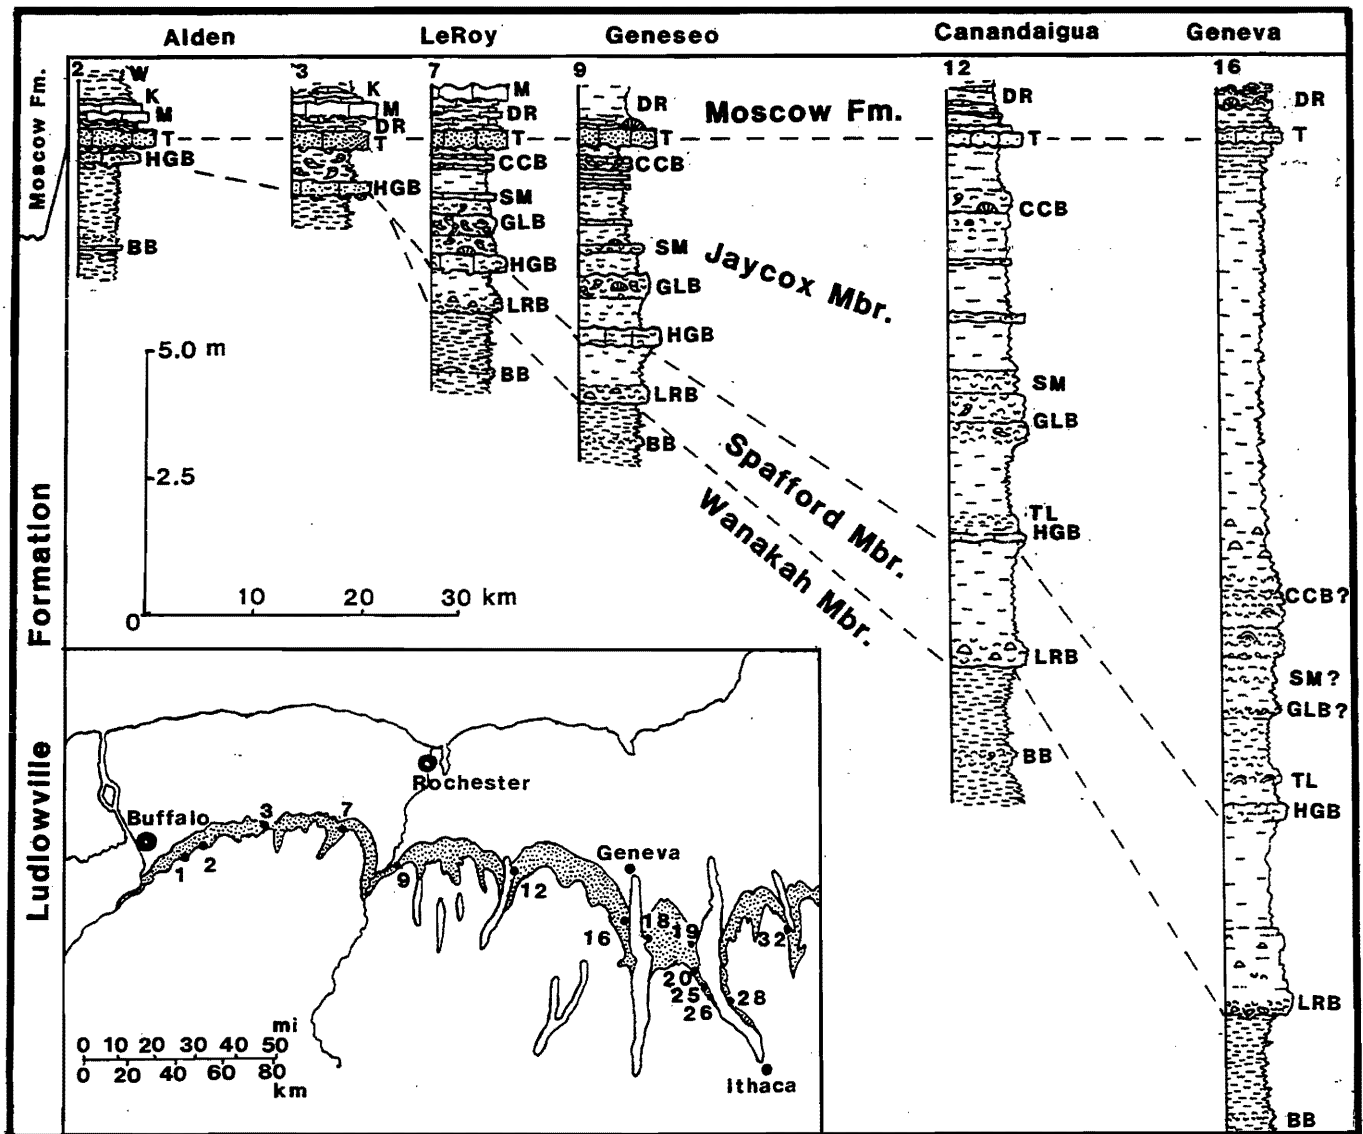 Alden LeRoy Geneseo Canandaigua Geneva
2 3 7 9 12 16
Moscow Fm.
W
K
M
T
HGB
BB
K
M
DR
T
HGB
M
DR
T
CCB
SM
GLB
HGB
LRB
BB
DR
T
CCB
SM
GLB
HGB
LRB
BB
Moscow Fm.
Jaycox Mbr.
Spafford Mbr.
Wanakah Mbr.
DR
T
CCB
SM
GLB
TL
HGB
LRB
BB
DR
T
CCB?
SM?
GLB?
TL
HGB
LRB
BB
5.0 m
2.5
0
10 20 30 km
Ludlowville Formation
Rochester
Buffalo
Geneva
Ithaca
1
2
3
7
9
12
16
18
19
20
25
26
28
32
mi
0 10 20 30 40 50
0 20 40 60 80
km